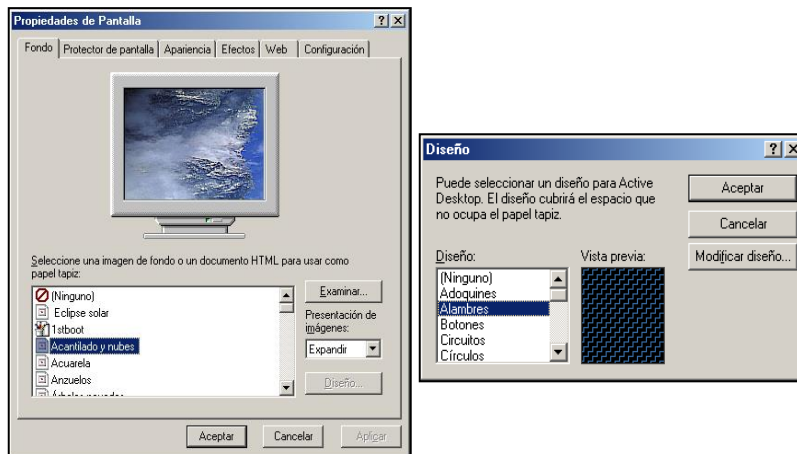 Propiedades de Pantalla
Fondo Protector de pantalla Apariencia Efectos Web Configuración
Seleccione una imagen de fondo o un documento HTML para usar como
papel tapiz:
(Ninguno)
Eclipse solar
1stboot
Acantilado y nubes
Acuarela
Anzuelos
Árboles nevados
Examinar...
Presentación de
imágenes:
Expandir
Diseño...
Aceptar Cancelar Aplicar
Diseño
Puede seleccionar un diseño para Active
Desktop. El diseño cubrirá el espacio que
no ocupa el papel tapiz.
Aceptar
Cancelar
Modificar diseño...
Diseño:
(Ninguno)
Adoquines
Alambres
Botones
Circuitos
Círculos
Vista previa: